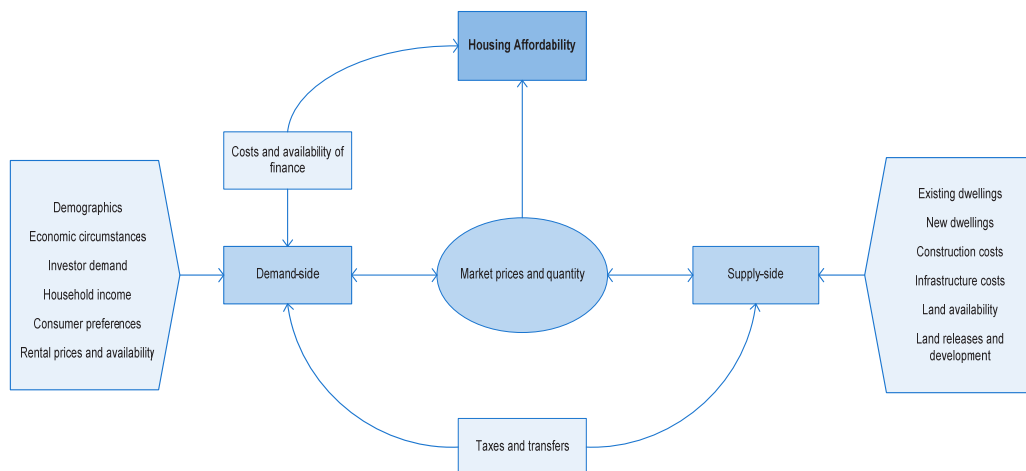 Housing Affordability
Costs and availability of
finance
Demographics
Economic circumstances
Investor demand
Household income
Consumer preferences
Rental prices and availability
Demand-side
Market prices and quantity
Supply-side
Existing dwellings
New dwellings
Construction costs
Infrastructure costs
Land availability
Land releases and
development
Taxes and transfers